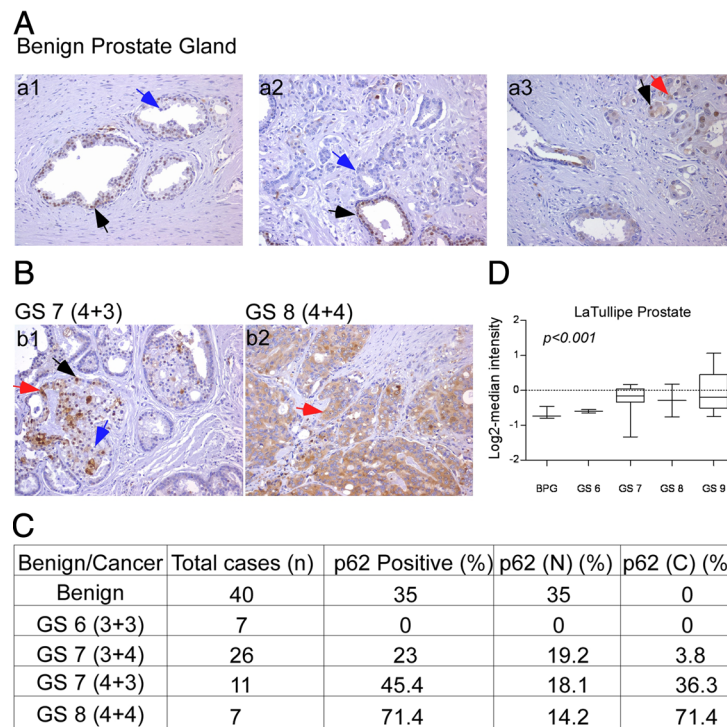 A
Benign Prostate Gland
a1
a2
a3
B
GS 7 (4+3)
GS 8 (4+4)
b1
b2
D
LaTullipe Prostate
p<0.001
Log2-median intensity
2
1
0
-1
-2
BPG GS 6 GS 7 GS 8 GS 9
C
Benign/Cancer Total cases (n) p62 Positive (%) p62 (N) (%) p62 (C) (%
Benign 40 35 35 0
GS 6 (3+3) 7 0 0 0
GS 7 (3+4) 26 23 19.2 3.8
GS 7 (4+3) 11 45.4 18.1 36.3
GS 8 (4+4) 7 71.4 14.2 71.4